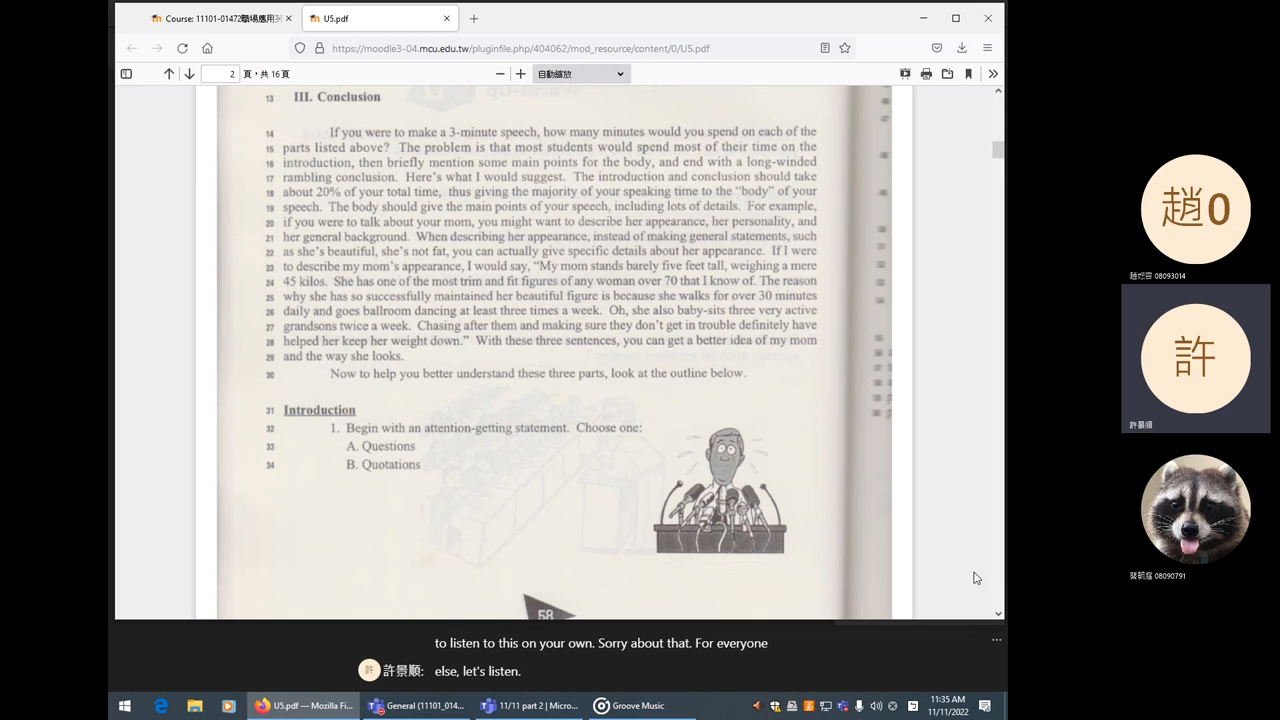 Course: 11101-01472職場應用英
U5.pdf
https://moodle3-04.mcu.edu.tw/pluginfile.php/404062/mod_resource/content/0/U5.pdf
2 頁，共 16 頁
自動縮放
13 III. Conclusion
14 If you were to make a 3-minute speech, how many minutes would you spend on each of the
15 parts listed above? The problem is that most students would spend most of their time on the
16 introduction, then briefly mention some main points for the body, and end with a long-winded
17 rambling conclusion. Here's what I would suggest. The introduction and conclusion should take
18 about 20% of your total time, thus giving the majority of your speaking time to the "body" of your
19 speech. The body should give the main points of your speech, including lots of details. For example,
20 if you were to talk about your mom, you might want to describe her appearance, her personality, and
21 her general background. When describing her appearance, instead of making general statements, such
22 as she's beautiful, she's not fat, you can actually give specific details about her appearance. If I were
23 to describe my mom's appearance, I would say, "My mom stands barely five feet tall, weighing a mere
24 45 kilos. She has one of the most trim and fit figures of any woman over 70 that I know of. The reason
25 why she has so successfully maintained her beautiful figure is because she walks for over 30 minutes
26 daily and goes ballroom dancing at least three times a week. Oh, she also baby-sits three very active
27 grandsons twice a week. Chasing after them and making sure they don't get in trouble definitely have
28 helped her keep her weight down." With these three sentences, you can get a better idea of my mom
29 and the way she looks.
30 Now to help you better understand these three parts, look at the outline below.
31 Introduction
32 1. Begin with an attention-getting statement. Choose one:
33 A. Questions
34 B. Quotations
58
to listen to this on your own. Sorry about that. For everyone
許 許景順: else, let's listen.
趙0
08093014
許
許景順
08090791
U5.pdf — Mozilla Fi...
General (11101_014...
11/11 part 2 | Micro...
Groove Music
11:35 AM
11/11/2022